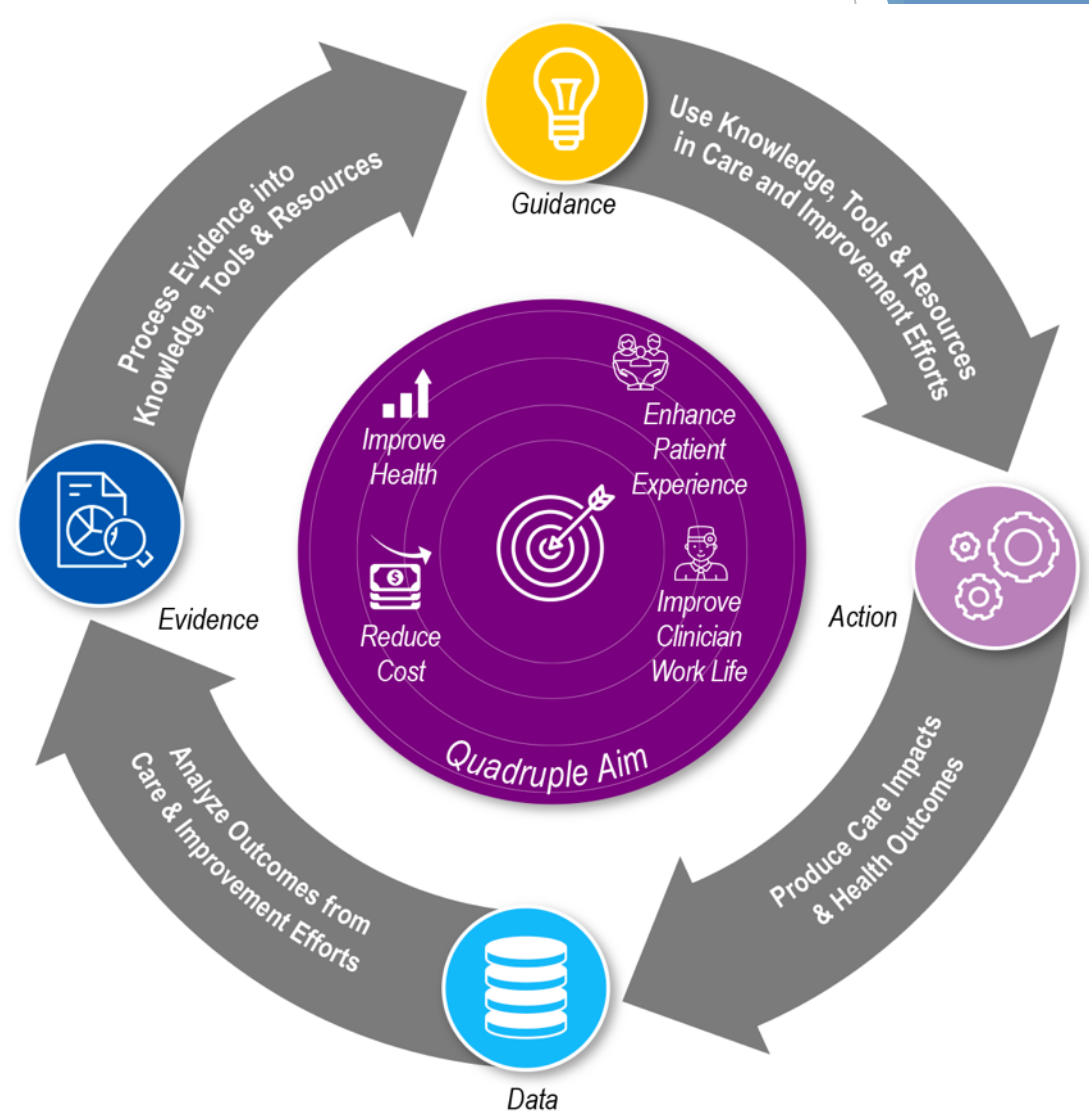 Process Evidence into
Knowledge, Tools & Resources
Guidance
Use Knowledge, Tools & Resources
in Care and Improvement Efforts
Improve
Health
Enhance
Patient
Experience
Reduce
Cost
Improve
Clinician
Work Life
Quadruple Aim
Evidence
Action
Analyze Outcomes from
Care & Improvement Efforts
Produce Care Impacts
& Health Outcomes
Data